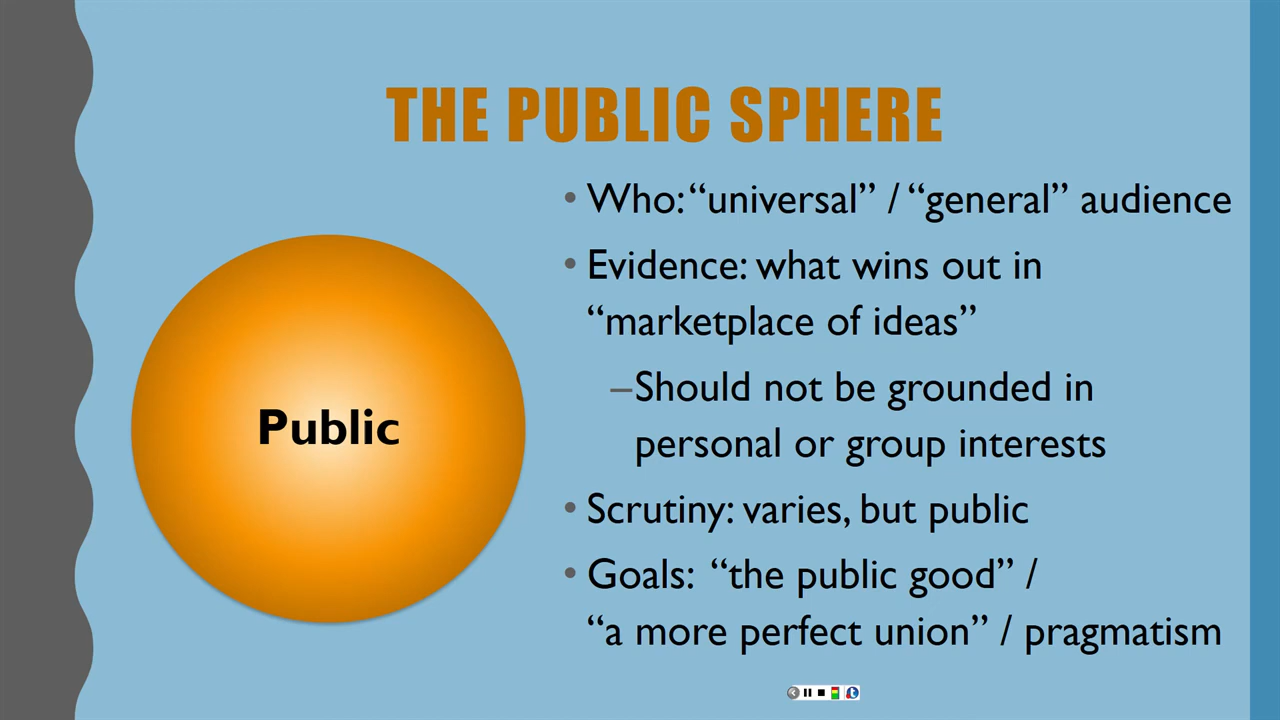 THE PUBLIC SPHERE
• Who: “universal” / “general” audience
• Evidence: what wins out in
“marketplace of ideas”
–Should not be grounded in
personal or group interests
• Scrutiny: varies, but public
• Goals: “the public good” /
“a more perfect union” / pragmatism
Public